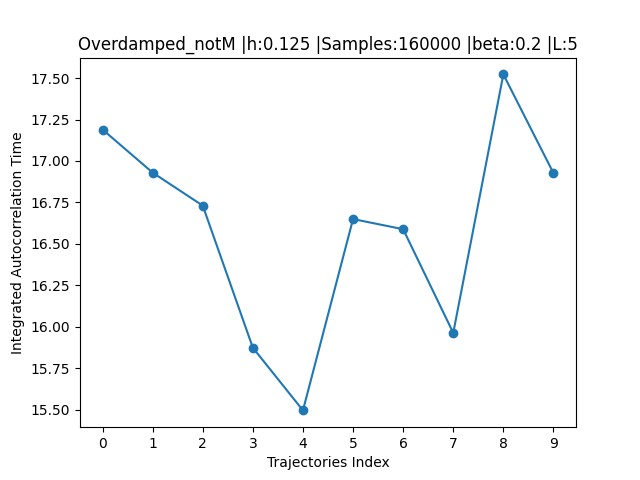 Overdamped_notM |h:0.125 |Samples:160000 |beta:0.2 |L:5
17.50
17.25
17.00
16.75
16.50
16.25
16.00
15.75
15.50
Integrated Autocorrelation Time
0 1 2 3 4 5 6 7 8 9
Trajectories Index